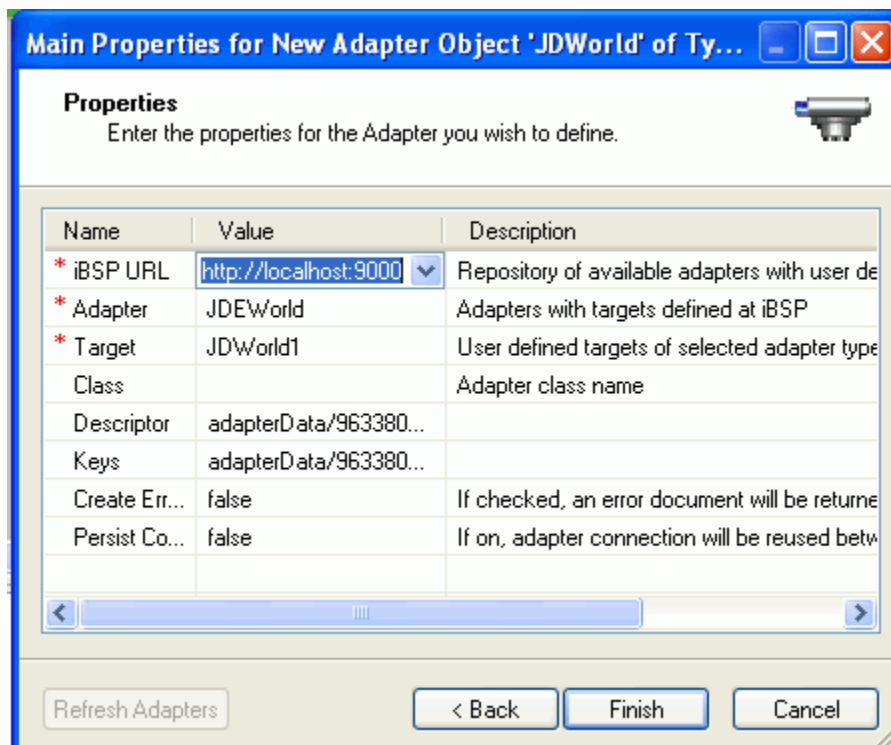 Main Properties for New Adapter Object 'JDWorld' of Ty...
Properties
Enter the properties for the Adapter you wish to define.
Name Value Description
* iBSP URL http://localhost:9000 Repository of available adapters with user de
* Adapter JDEWorld Adapters with targets defined at iBSP
* Target JDWorld1 User defined targets of selected adapter type
Class Adapter class name
Descriptor adapterData/963380...
Keys adapterData/963380...
Create Err... false If checked, an error document will be returne
Persist Co... false If on, adapter connection will be reused betw
Refresh Adapters < Back Finish Cancel